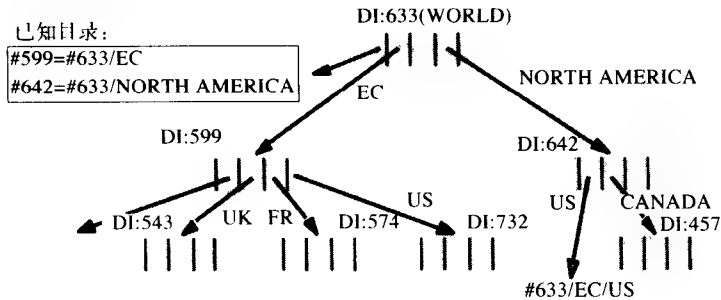 已知目录:
#599=#633/EC
#642=#633/NORTH AMERICA
DI:633(WORLD)
EC
NORTH AMERICA
DI:599
DI:642
US
US
CANADA
DI:543
UK
FR
DI:574
DI:732
DI:457
#633/EC/US